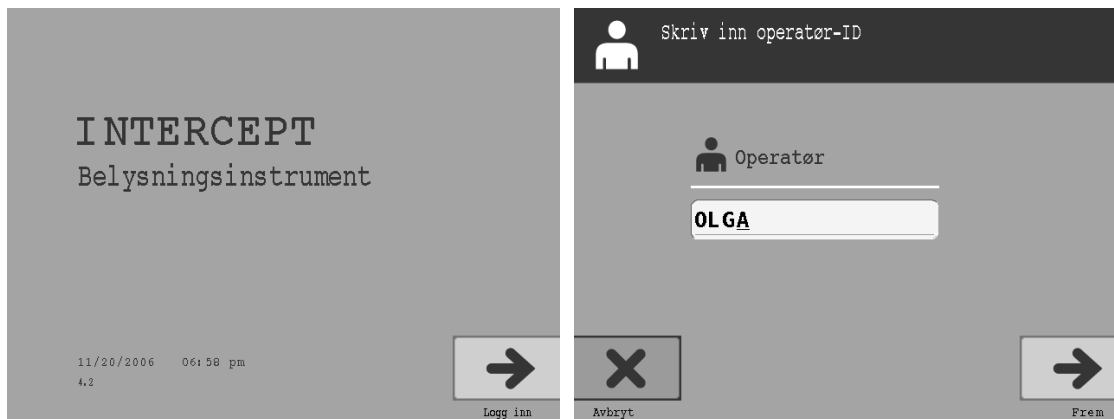 INTERCEPT
Belysningsinstrument
11/20/2006 06:58 pm
4.2
Logg inn
Skriv inn operatør-ID
Operatør
OLGA
Avbryt
Frem